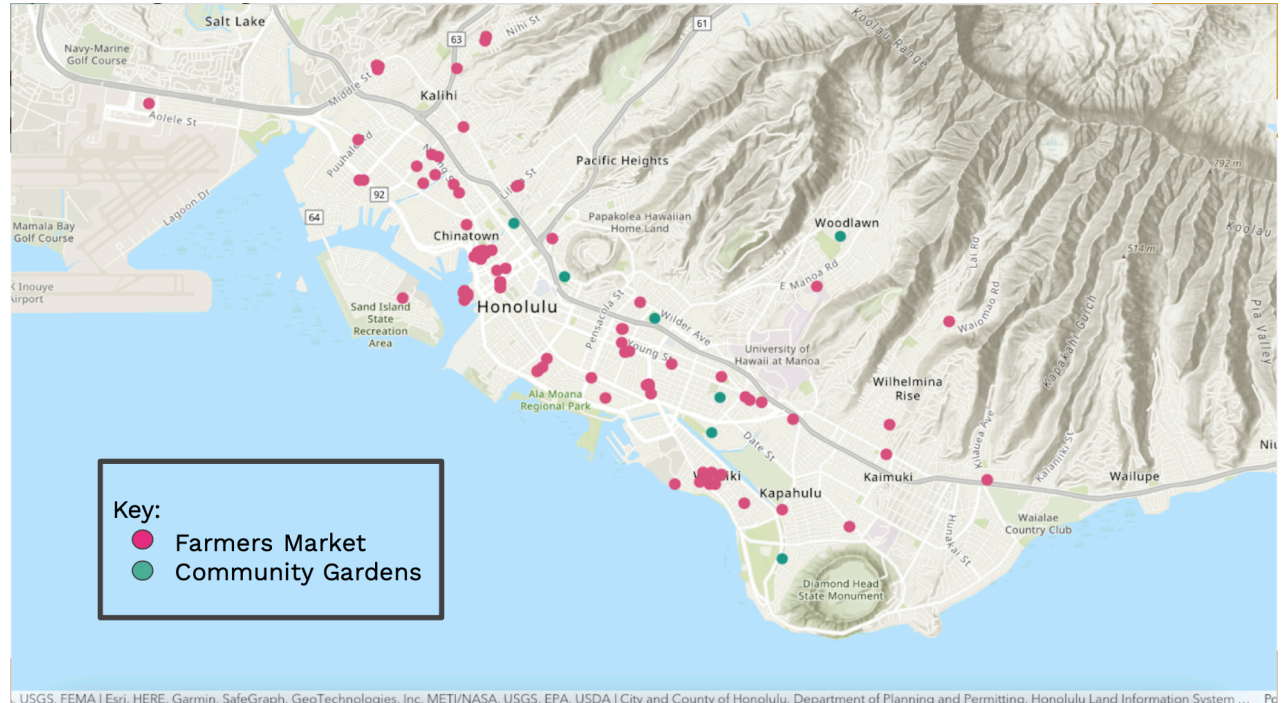 Salt Lake
Nihi St
63
61
Koolau Range
Navy-Marine
Golf Course
Middle St
Kalihi
Aolele St
Puuhale Rd
Pacific Heights
792 m
Lagoon Dr
92
64
Papakolea Hawaiian
Home Land
Woodlawn
Mamala Bay
Golf Course
Chinatown
Koolau
514 m
Lai Rd
E Manoa Rd
K Inouye
Airport
Sand Island
State
Recreation
Area
Honolulu
Pensacola St
Wilder Ave
Waiomao Rd
Kapakahi Gulch
Pia Valley
Young St
University of
Hawaii at Manoa
Wilhelmina
Rise
Ala Moana
Regional Park
Date St
Kilauea Ave
Kalaniiki St
Kaimuki
Wailupe
Kapahulu
Waialae
Country Club
Hunakai St
Key:
Farmers Market
Community Gardens
Diamond Head
State Monument
USGS, FEMA | Esri, HERE, Garmin, SafeGraph, GeoTechnologies, Inc, METI/NASA, USGS, EPA, USDA | City and County of Honolulu, Department of Planning and Permitting, Honolulu Land Information System ... Po